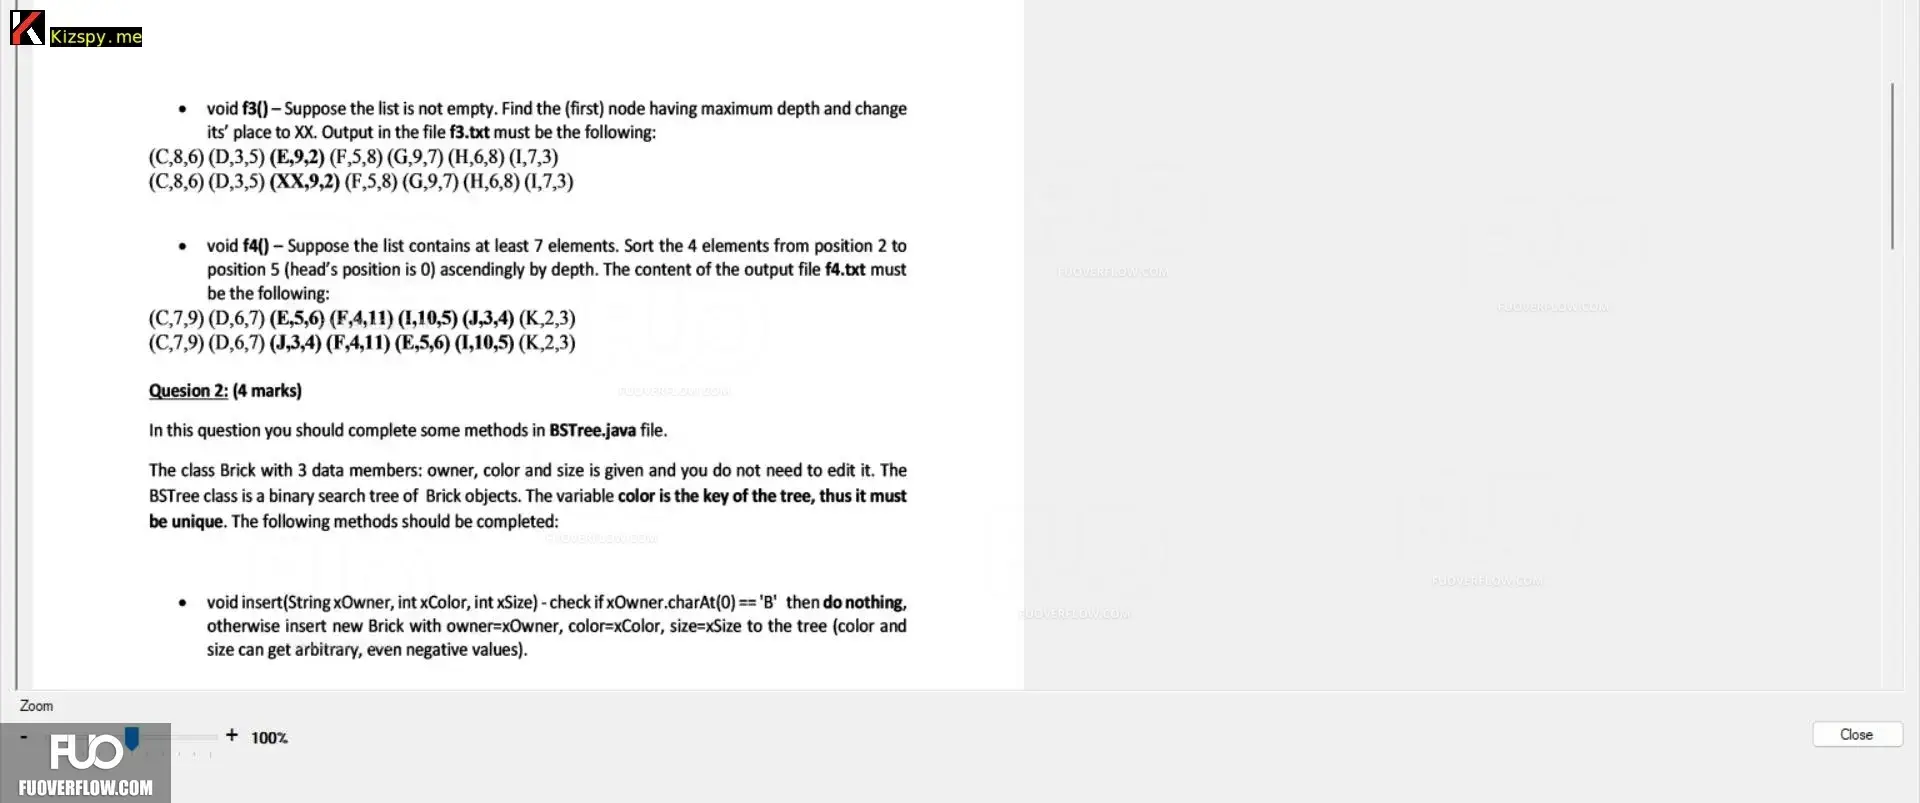 Kizspy.me
• void f3() – Suppose the list is not empty. Find the (first) node having maximum depth and change
its' place to XX. Output in the file f3.txt must be the following:
(C,8,6) (D,3,5) (E,9,2) (F,5,8) (G,9,7) (H,6,8) (I,7,3)
(C,8,6) (D,3,5) (XX,9,2) (F,5,8) (G,9,7) (H,6,8) (I,7,3)
• void f4() – Suppose the list contains at least 7 elements. Sort the 4 elements from position 2 to
position 5 (head's position is 0) ascendingly by depth. The content of the output file f4.txt must
be the following:
(C,7,9) (D,6,7) (E,5,6) (F,4,11) (I,10,5) (J,3,4) (K,2,3)
(C,7,9) (D,6,7) (J,3,4) (F,4,11) (E,5,6) (I,10,5) (K,2,3)
Quesion 2: (4 marks)
In this question you should complete some methods in BSTree.java file.
The class Brick with 3 data members: owner, color and size is given and you do not need to edit it. The
BSTree class is a binary search tree of Brick objects. The variable color is the key of the tree, thus it must
be unique. The following methods should be completed:
• void insert(String xOwner, int xColor, int xSize) - check if xOwner.charAt(0) == 'B' then do nothing,
otherwise insert new Brick with owner=xOwner, color=xColor, size=xSize to the tree (color and
size can get arbitrary, even negative values).
FUOVERFLOW.COM
FUOVERFLOW.COM
FUOVERFLOW.COM
FUOVERFLOW.COM
FUOVERFLOW.COM
FUOVERFLOW.COM
Zoom
- + 100%
Close
FUO
FUOVERFLOW.COM